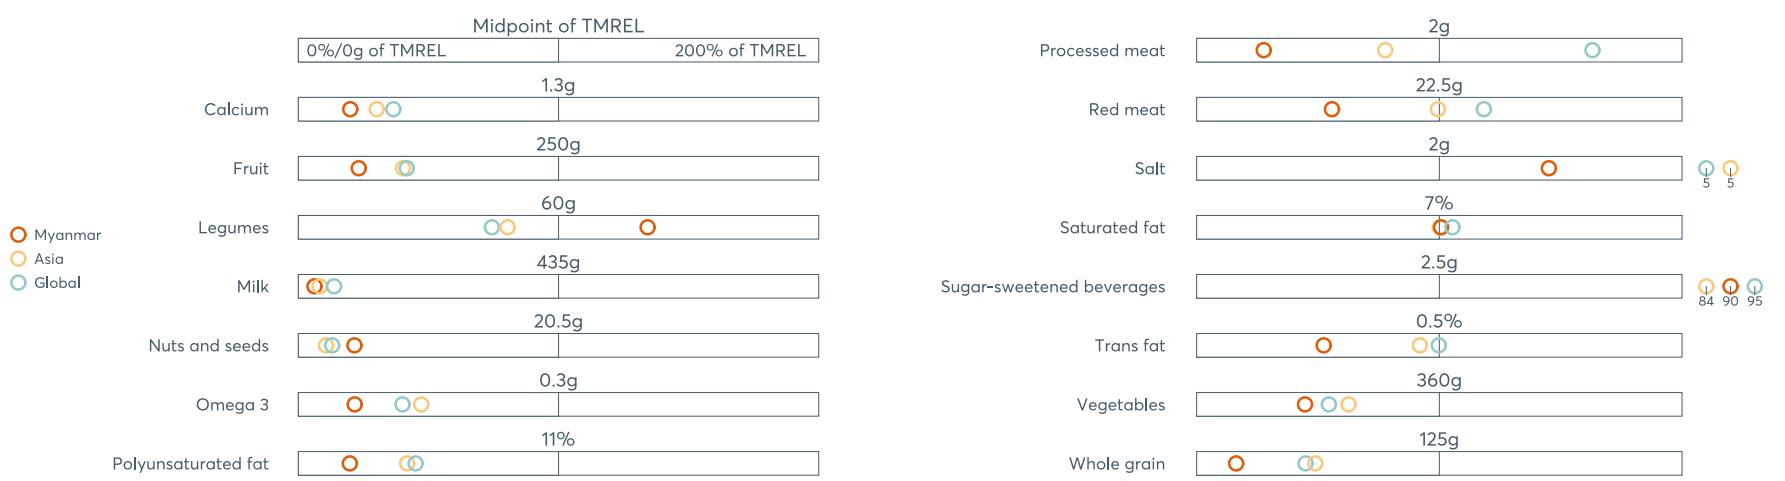 Midpoint of TMREL
0%/0g of TMREL 200% of TMREL
1.3g
Calcium
250g
Fruit
60g
Legumes
435g
Milk
20.5g
Nuts and seeds
0.3g
Omega 3
11%
Polyunsaturated fat
Myanmar
Asia
Global
2g
Processed meat
22.5g
Red meat
2g
Salt
5 5
7%
Saturated fat
2.5g
Sugar-sweetened beverages
84 90 95
0.5%
Trans fat
360g
Vegetables
125g
Whole grain